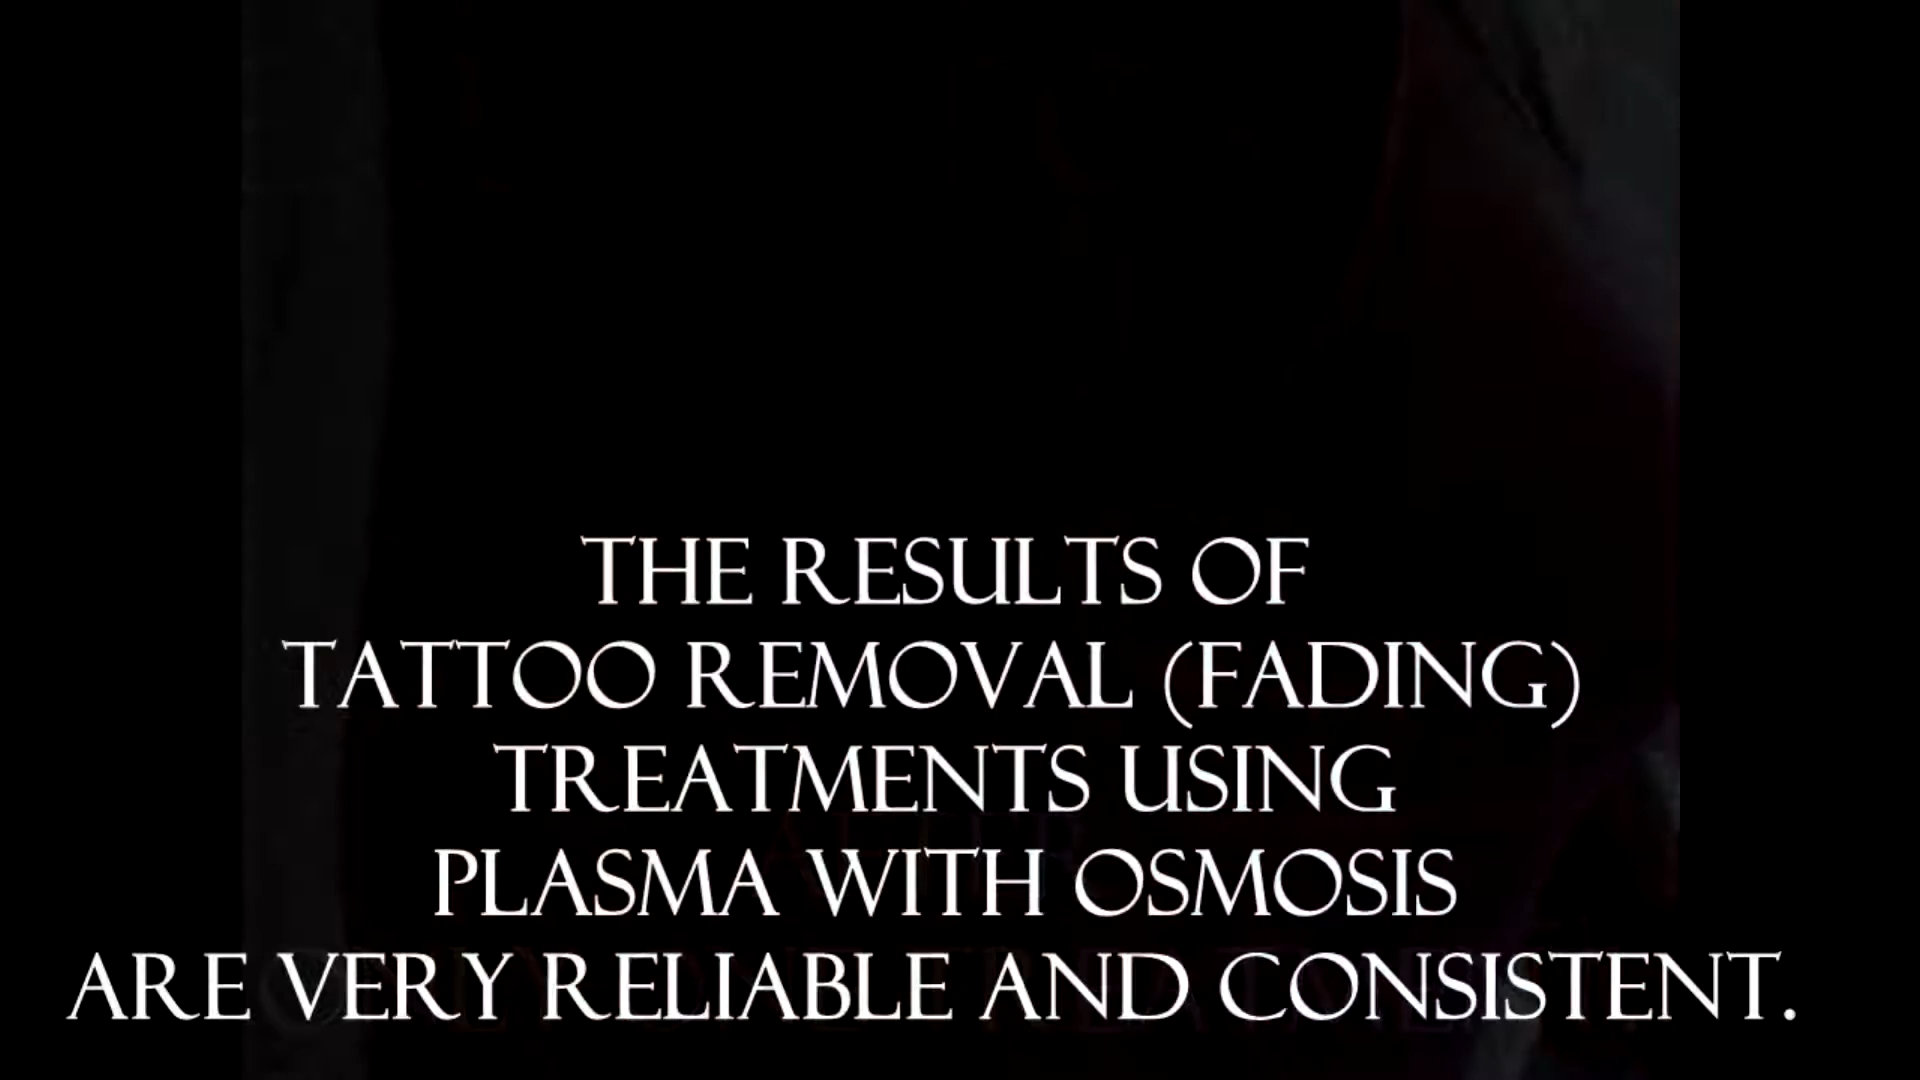 THE RESULTS OF
TATTOO REMOVAL (FADING)
TREATMENTS USING
PLASMA WITH OSMOSIS
ARE VERY RELIABLE AND CONSISTENT.